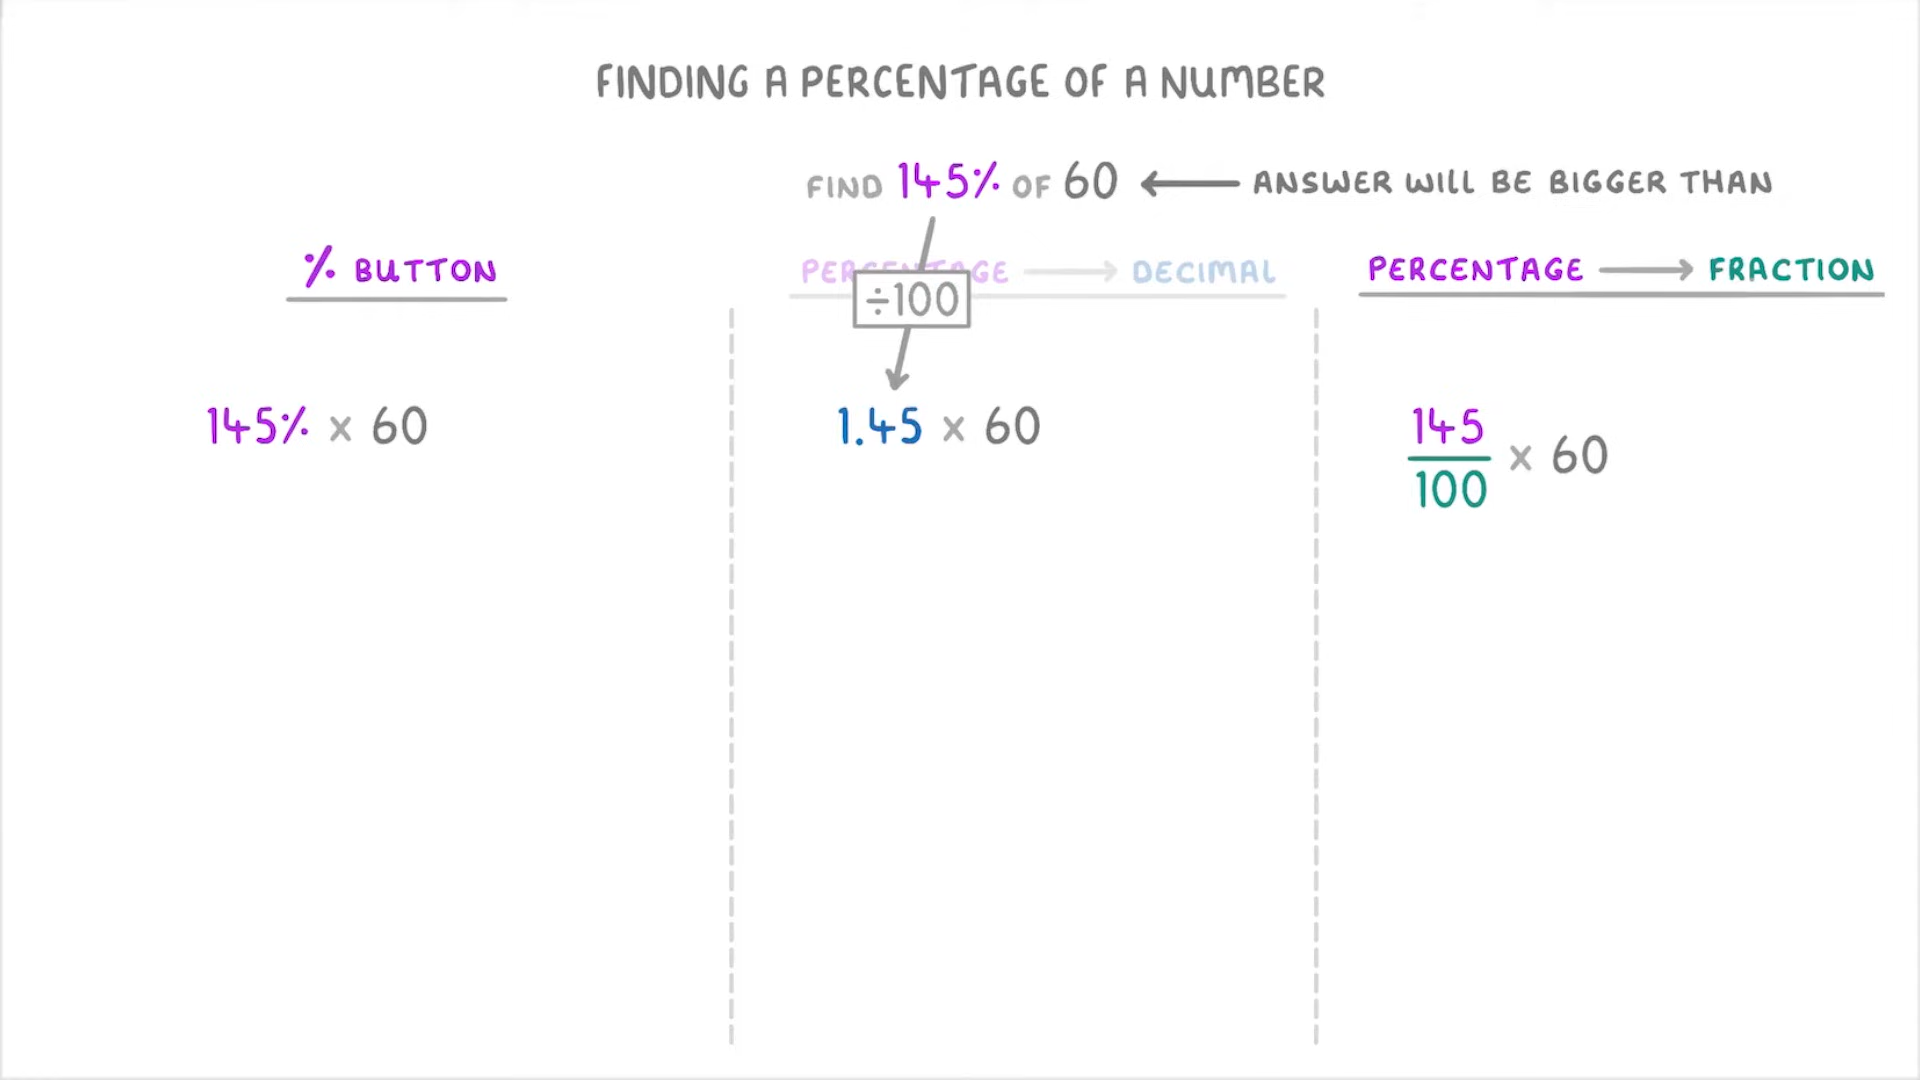 FINDING A PERCENTAGE OF A NUMBER
FIND 145% OF 60 ← ANSWER WILL BE BIGGER THAN
% BUTTON
PERCENTAGE → DECIMAL
PERCENTAGE → FRACTION
÷100
145% x 60
1.45 x 60
145/100 x 60